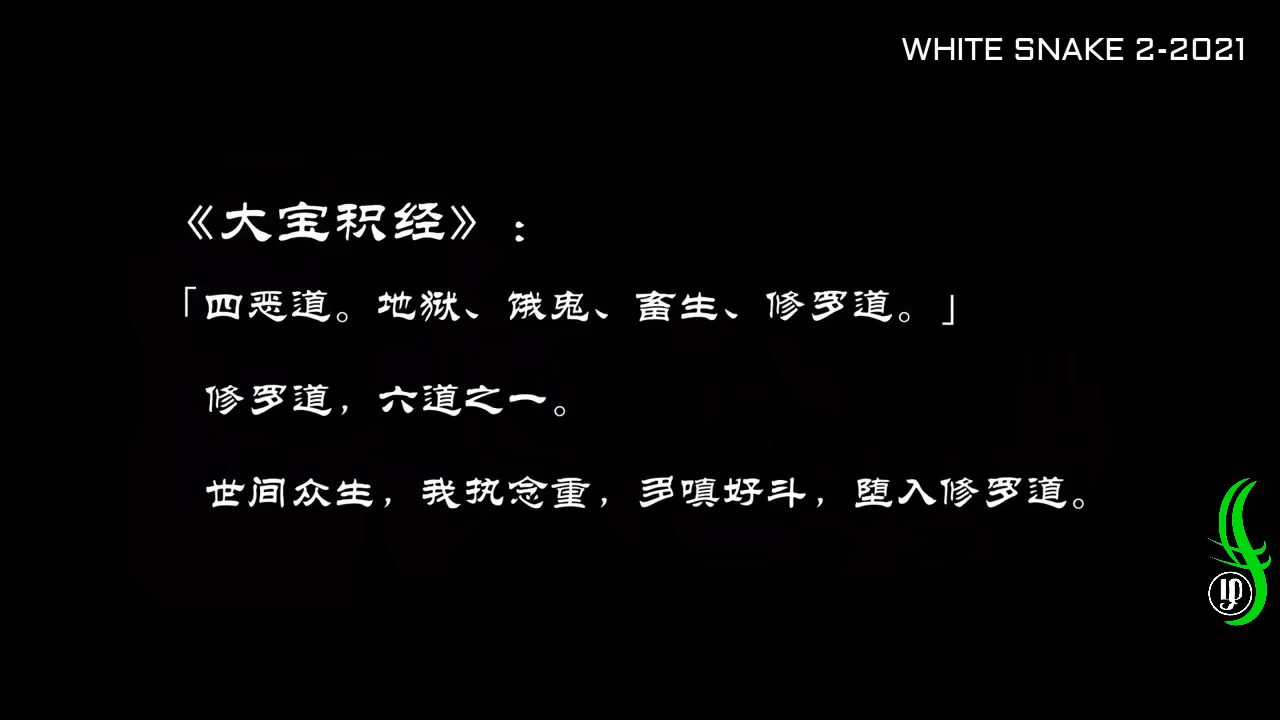 WHITE SNAKE 2-2021
《大宝积经》：
「四恶道。地狱、饿鬼、畜生、修罗道。」
修罗道，六道之一。
世间众生，我执念重，多嗔好斗，堕入修罗道。